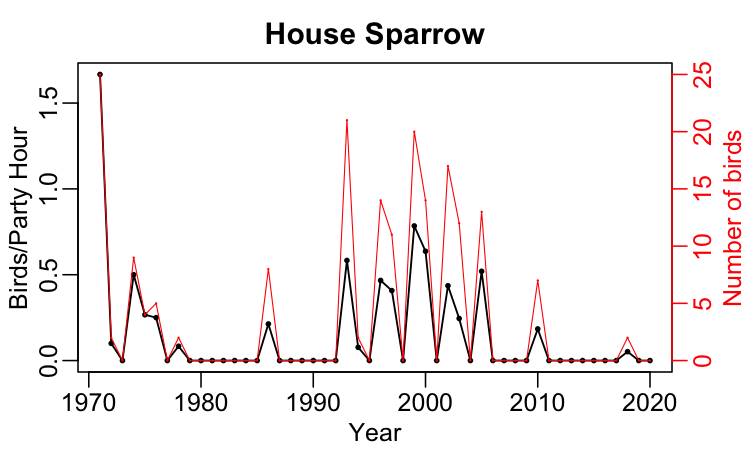 House Sparrow
Birds/Party Hour
0.0 0.5 1.0 1.5
1970 1980 1990 2000 2010 2020
Year
0 5 10 15 20 25
Number of birds